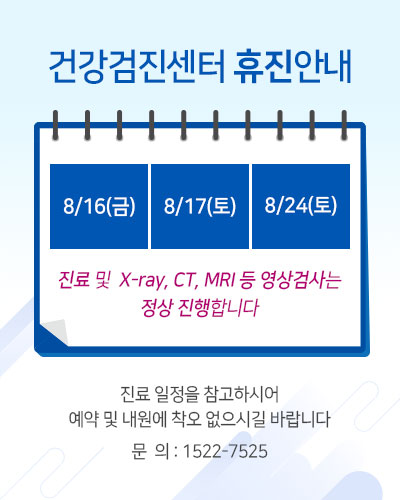 건강검진센터 휴진안내
8/16(금) 8/17(토) 8/24(토)
진료 및 X-ray, CT, MRI 등 영상검사는
정상 진행합니다
진료 일정을 참고하시어
예약 및 내원에 착오 없으시길 바랍니다
문 의 : 1522-7525